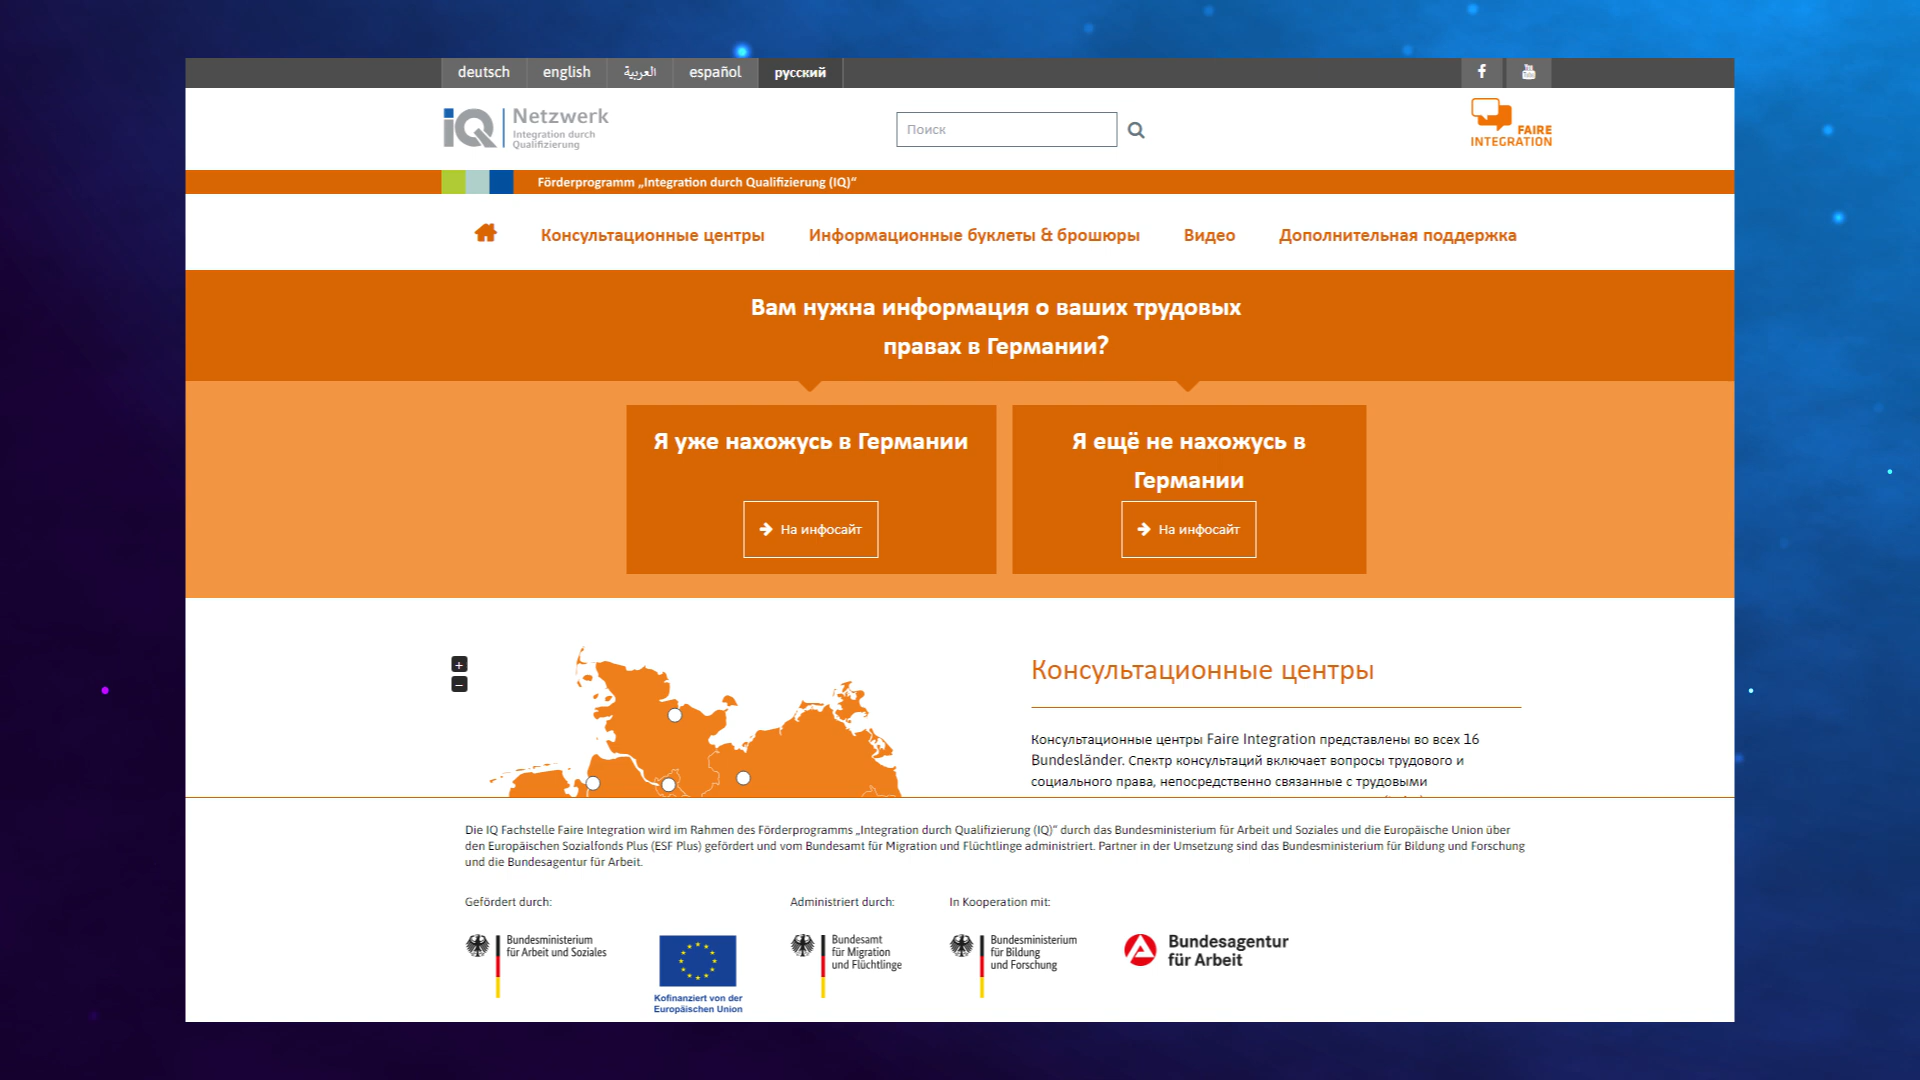 deutsch
english
العربية
español
русский
iQ Netzwerk
Integration durch
Qualifizierung
Поиск
FAIRE
INTEGRATION
Förderprogramm „Integration durch Qualifizierung (IQ)“
Консультационные центры
Информационные буклеты & брошюры
Видео
Дополнительная поддержка
Вам нужна информация о ваших трудовых
правах в Германии?
Я уже нахожусь в Германии
На инфосайт
Я ещё не нахожусь в
Германии
На инфосайт
+
−
Консультационные центры
Консультационные центры Faire Integration представлены во всех 16
Bundesländer. Спектр консультаций включает вопросы трудового и
социального права, непосредственно связанные с трудовыми
Die IQ Fachstelle Faire Integration wird im Rahmen des Förderprogramms „Integration durch Qualifizierung (IQ)“ durch das Bundesministerium für Arbeit und Soziales und die Europäische Union über
den Europäischen Sozialfonds Plus (ESF Plus) gefördert und vom Bundesamt für Migration und Flüchtlinge administriert. Partner in der Umsetzung sind das Bundesministerium für Bildung und Forschung
und die Bundesagentur für Arbeit.
Gefördert durch:
Administriert durch:
In Kooperation mit:
Bundesministerium
für Arbeit und Soziales
Kofinanziert von der
Europäischen Union
Bundesamt
für Migration
und Flüchtlinge
Bundesministerium
für Bildung
und Forschung
Bundesagentur
für Arbeit